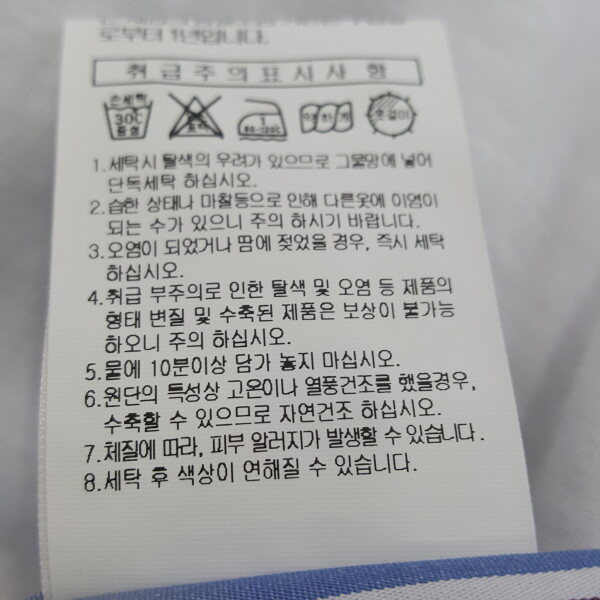 로부터 1년입니다.
취급주의표시사항
손세탁
30℃
중성
1
80-120℃
약하게
옷걸이
1.세탁시 탈색의 우려가 있으므로 그물망에 넣어
단독세탁 하십시오.
2.습한 상태나 마찰등으로 인해 다른옷에 이염이
되는 수가 있으니 주의 하시기 바랍니다.
3.오염이 되었거나 땀에 젖었을 경우, 즉시 세탁
하십시오.
4.취급 부주의로 인한 탈색 및 오염 등 제품의
형태 변질 및 수축된 제품은 보상이 불가능
하오니 주의 하십시오.
5.물에 10분이상 담가 놓지 마십시오.
6.원단의 특성상 고온이나 열풍건조를 했을경우,
수축할 수 있으므로 자연건조 하십시오.
7.체질에 따라, 피부 알러지가 발생할 수 있습니다.
8.세탁 후 색상이 연해질 수 있습니다.